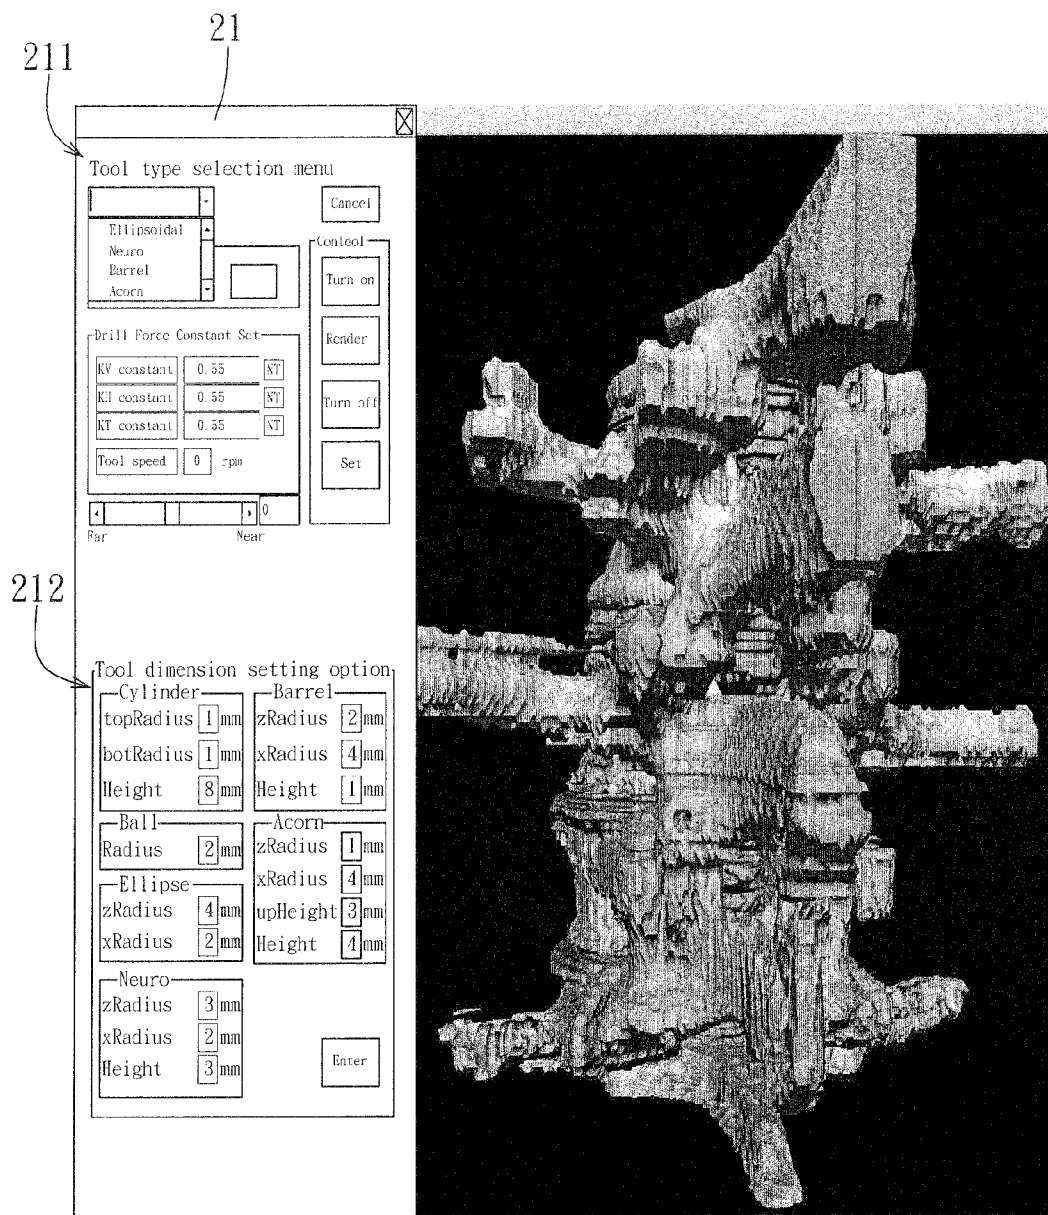 21
211
Tool type selection menu
Cancel
Ellipsoidal
Neuro
Barrel
Acorn
Control
Turn on
Render
Turn off
Set
Drill Force Constant Set
KV constant 0.55 NT
KH constant 0.55 NT
KT constant 0.55 NT
Tool speed 0 rpm
0
Far Near
212
Tool dimension setting option
Cylinder
topRadius 1 mm
botRadius 1 mm
Height 8 mm
Barrel
zRadius 2 mm
xRadius 4 mm
Height 1 mm
Ball
Radius 2 mm
Acorn
zRadius 1 mm
xRadius 4 mm
upHeight 3 mm
Height 4 mm
Ellipse
zRadius 4 mm
xRadius 2 mm
Neuro
zRadius 3 mm
xRadius 2 mm
Height 3 mm
Enter